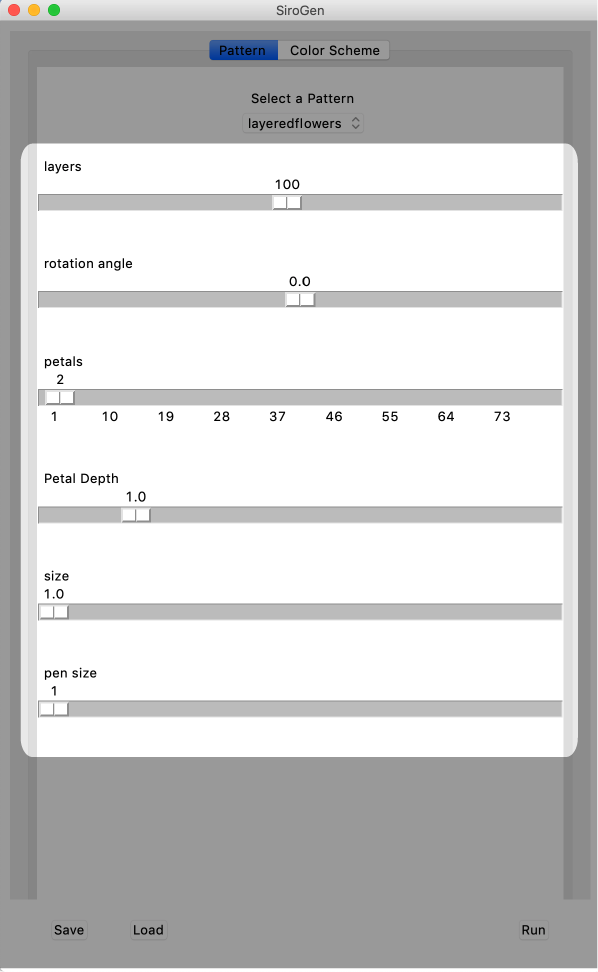 SiroGen
Pattern Color Scheme
Select a Pattern
layeredflowers
layers
100
rotation angle
0.0
petals
2
1 10 19 28 37 46 55 64 73
Petal Depth
1.0
size
1.0
pen size
1
Save Load Run